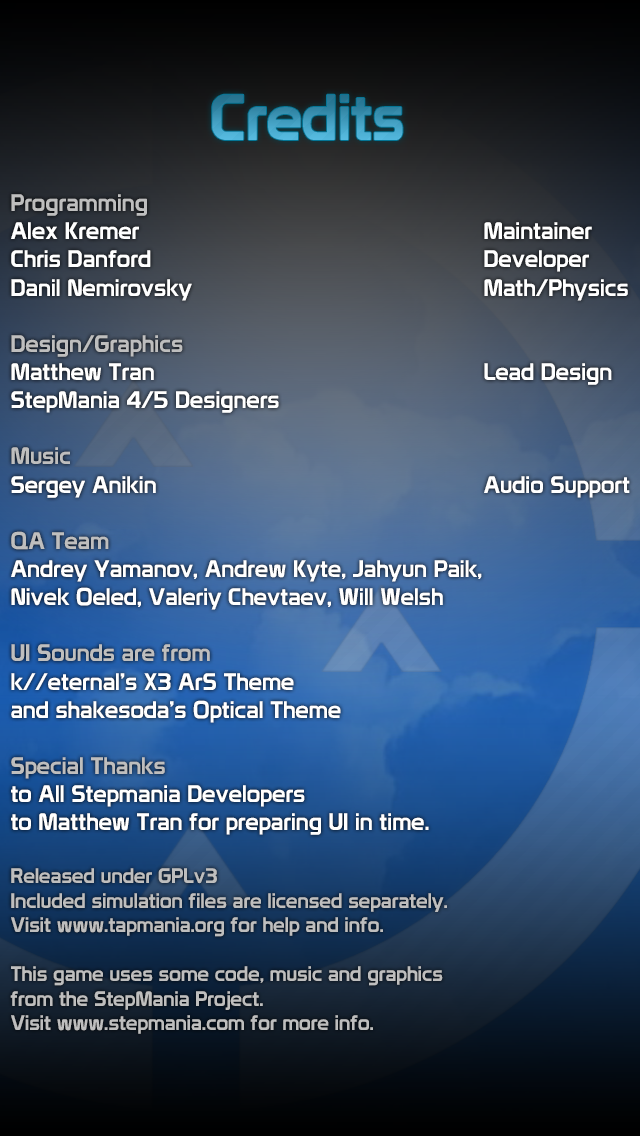 Credits
Programming
Alex Kremer Maintainer
Chris Danford Developer
Danil Nemirovsky Math/Physics
Design/Graphics
Matthew Tran Lead Design
StepMania 4/5 Designers
Music
Sergey Anikin Audio Support
QA Team
Andrey Yamanov, Andrew Kyte, Jahyun Paik,
Nivek Oeled, Valeriy Chevtaev, Will Welsh
UI Sounds are from
k//eternal's X3 ArS Theme
and shakesoda's Optical Theme
Special Thanks
to All Stepmania Developers
to Matthew Tran for preparing UI in time.
Released under GPLv3
Included simulation files are licensed separately.
Visit www.tapmania.org for help and info.
This game uses some code, music and graphics
from the StepMania Project.
Visit www.stepmania.com for more info.